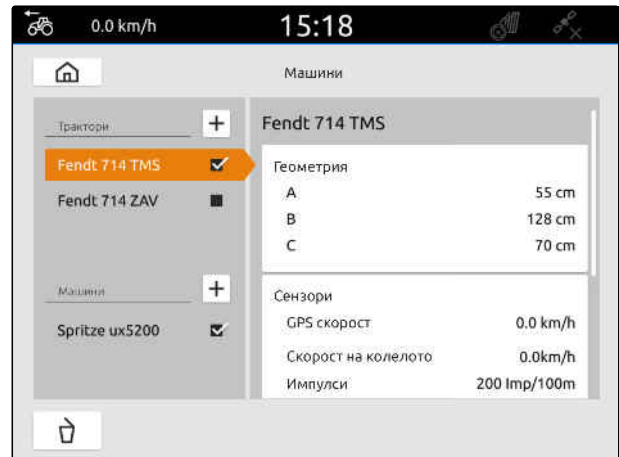 0.0 km/h
15:18
Машини
Трактори
Fendt 714 TMS
Fendt 714 ZAV
Машини
Spritze ux5200
Fendt 714 TMS
Геометрия
A 55 cm
B 128 cm
C 70 cm
Сензори
GPS скорост 0.0 km/h
Скорост на колелото 0.0km/h
Импулси 200 Imp/100m